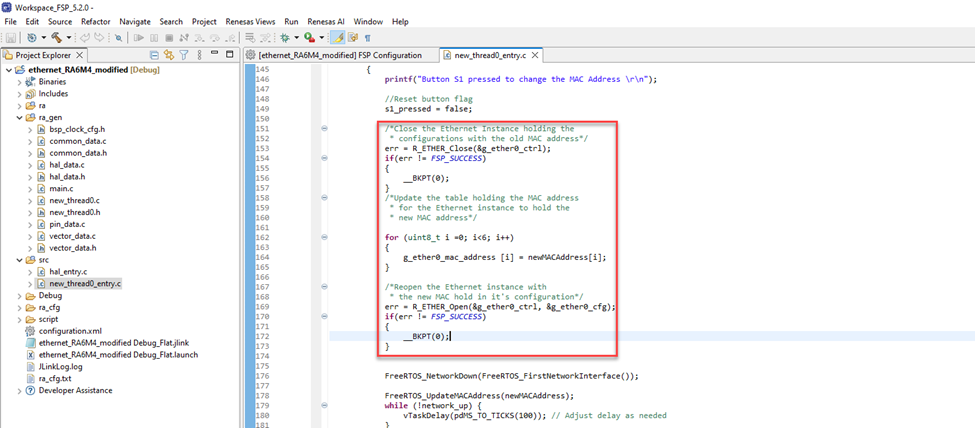 Workspace_FSP_5.2.0 -
File Edit Source Refactor Navigate Search Project Renesas Views Run Renesas AI Window Help
Project Explorer
[ethernet_RA6M4_modified] FSP Configuration
new_thread0_entry.c
ethernet_RA6M4_modified [Debug]
Binaries
Includes
ra
ra_gen
bsp_clock_cfg.h
common_data.c
common_data.h
hal_data.c
hal_data.h
main.c
new_thread0.c
new_thread0.h
pin_data.c
vector_data.c
vector_data.h
src
hal_entry.c
new_thread0_entry.c
Debug
ra_cfg
script
configuration.xml
ethernet_RA6M4_modified Debug_Flat.jlink
ethernet_RA6M4_modified Debug_Flat.launch
JLinkLog.log
ra_cfg.txt
Developer Assistance
145 {
146 printf("Button S1 pressed to change the MAC Address \r\n");
147
148 //Reset button flag
149 s1_pressed = false;
150
151 /*Close the Ethernet Instance holding the
152 * configurations with the old MAC address*/
153 err = R_ETHER_Close(&g_ether0_ctrl);
154 if(err != FSP_SUCCESS)
155 {
156 __BKPT(0);
157 }
158 /*Update the table holding the MAC address
159 * for the Ethernet instance to hold the
160 * new MAC address*/
161
162 for (uint8_t i =0; i<6; i++)
163 {
164 g_ether0_mac_address [i] = newMACAddress[i];
165 }
166
167 /*Reopen the Ethernet instance with
168 * the new MAC hold in it's configuration*/
169 err = R_ETHER_Open(&g_ether0_ctrl, &g_ether0_cfg);
170 if(err != FSP_SUCCESS)
171 {
172 __BKPT(0);
173 }
174
175
176 FreeRTOS_NetworkDown(FreeRTOS_FirstNetworkInterface());
177
178 FreeRTOS_UpdateMACAddress(newMACAddress);
179 while (!network_up) {
180 vTaskDelay(pdMS_TO_TICKS(100)); // Adjust delay as needed
181 }